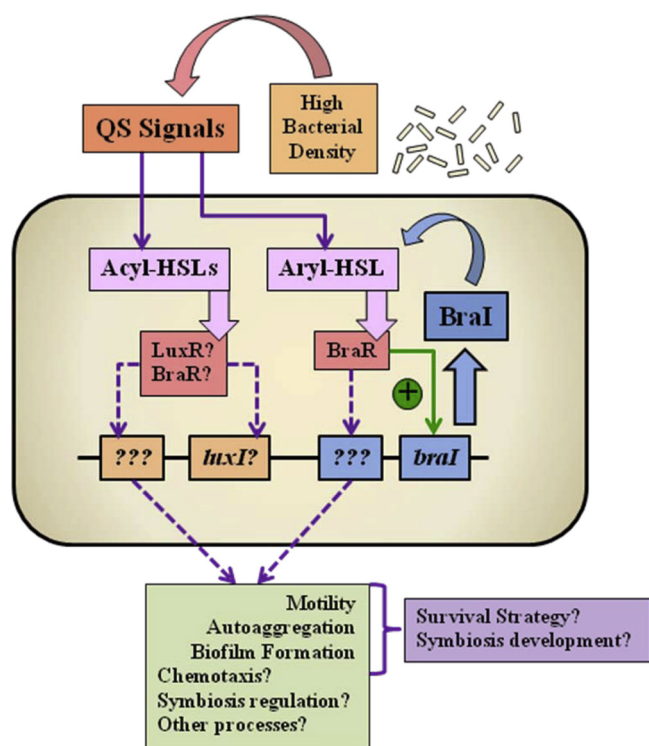 High
Bacterial
Density
QS Signals
Acyl-HSLs
Aryl-HSL
BraI
LuxR?
BraR?
BraR
+
???
luxI?
???
braI
Motility
Autoaggregation
Biofilm Formation
Chemotaxis?
Symbiosis regulation?
Other processes?
Survival Strategy?
Symbiosis development?